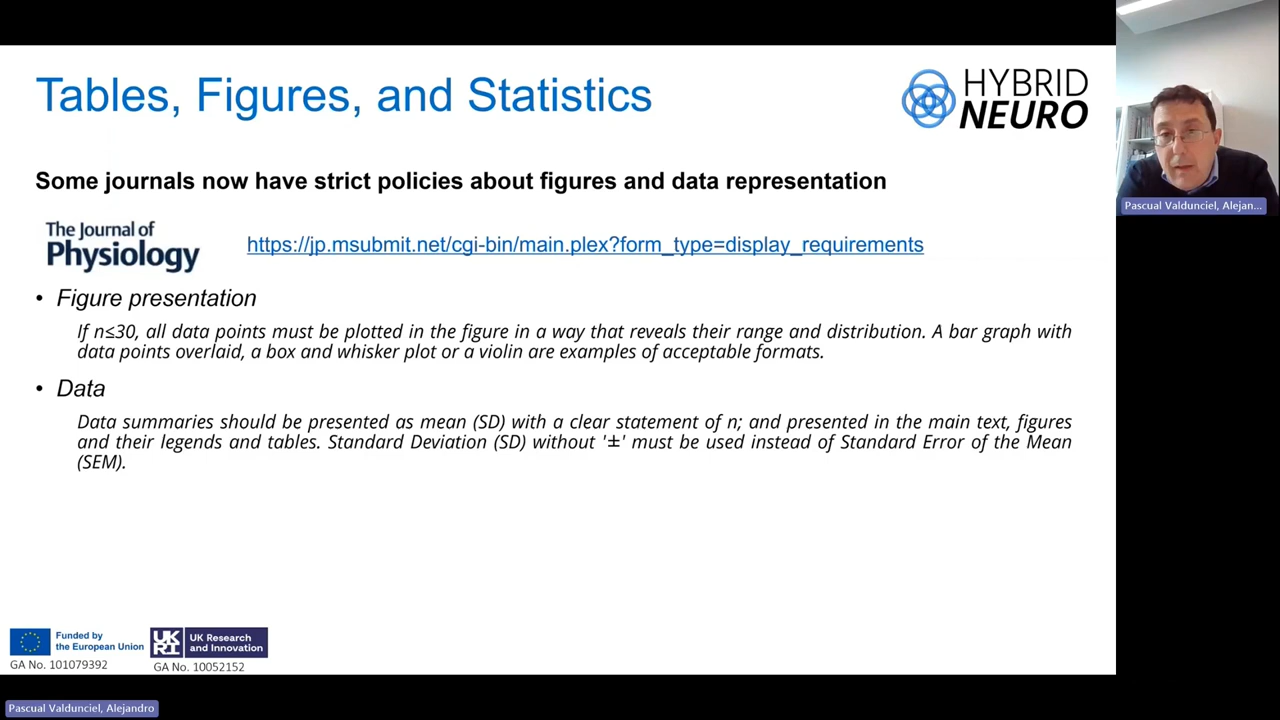 Tables, Figures, and Statistics
HYBRID
NEURO
Some journals now have strict policies about figures and data representation
The Journal of
Physiology
https://jp.msubmit.net/cgi-bin/main.plex?form_type=display_requirements
• Figure presentation
If n≤30, all data points must be plotted in the figure in a way that reveals their range and distribution. A bar graph with
data points overlaid, a box and whisker plot or a violin are examples of acceptable formats.
• Data
Data summaries should be presented as mean (SD) with a clear statement of n; and presented in the main text, figures
and their legends and tables. Standard Deviation (SD) without '±' must be used instead of Standard Error of the Mean
(SEM).
Funded by
the European Union
GA No. 101079392
UK
RI
UK Research
and Innovation
GA No. 10052152
Pascual Valdunciel, Alejan...
Pascual Valdunciel, Alejandro